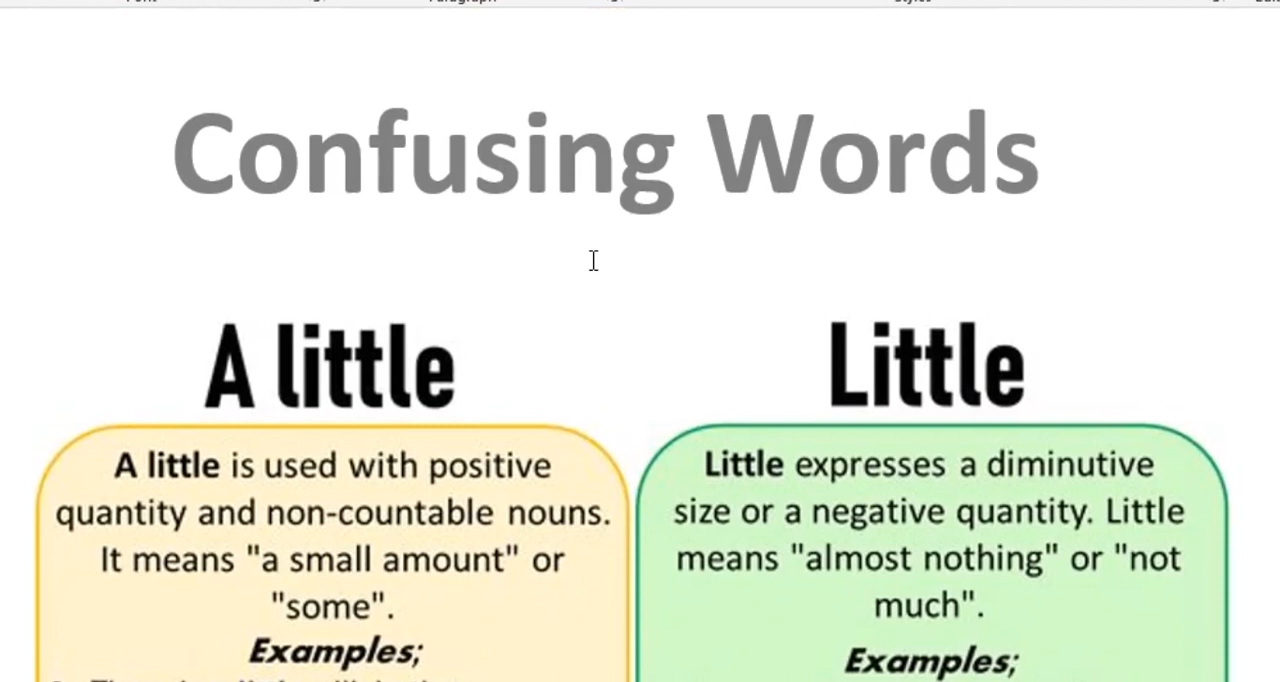 Confusing Words
A little
Little
A little is used with positive
quantity and non-countable nouns.
It means "a small amount" or
"some".
Examples;
Little expresses a diminutive
size or a negative quantity. Little
means "almost nothing" or "not
much".
Examples;